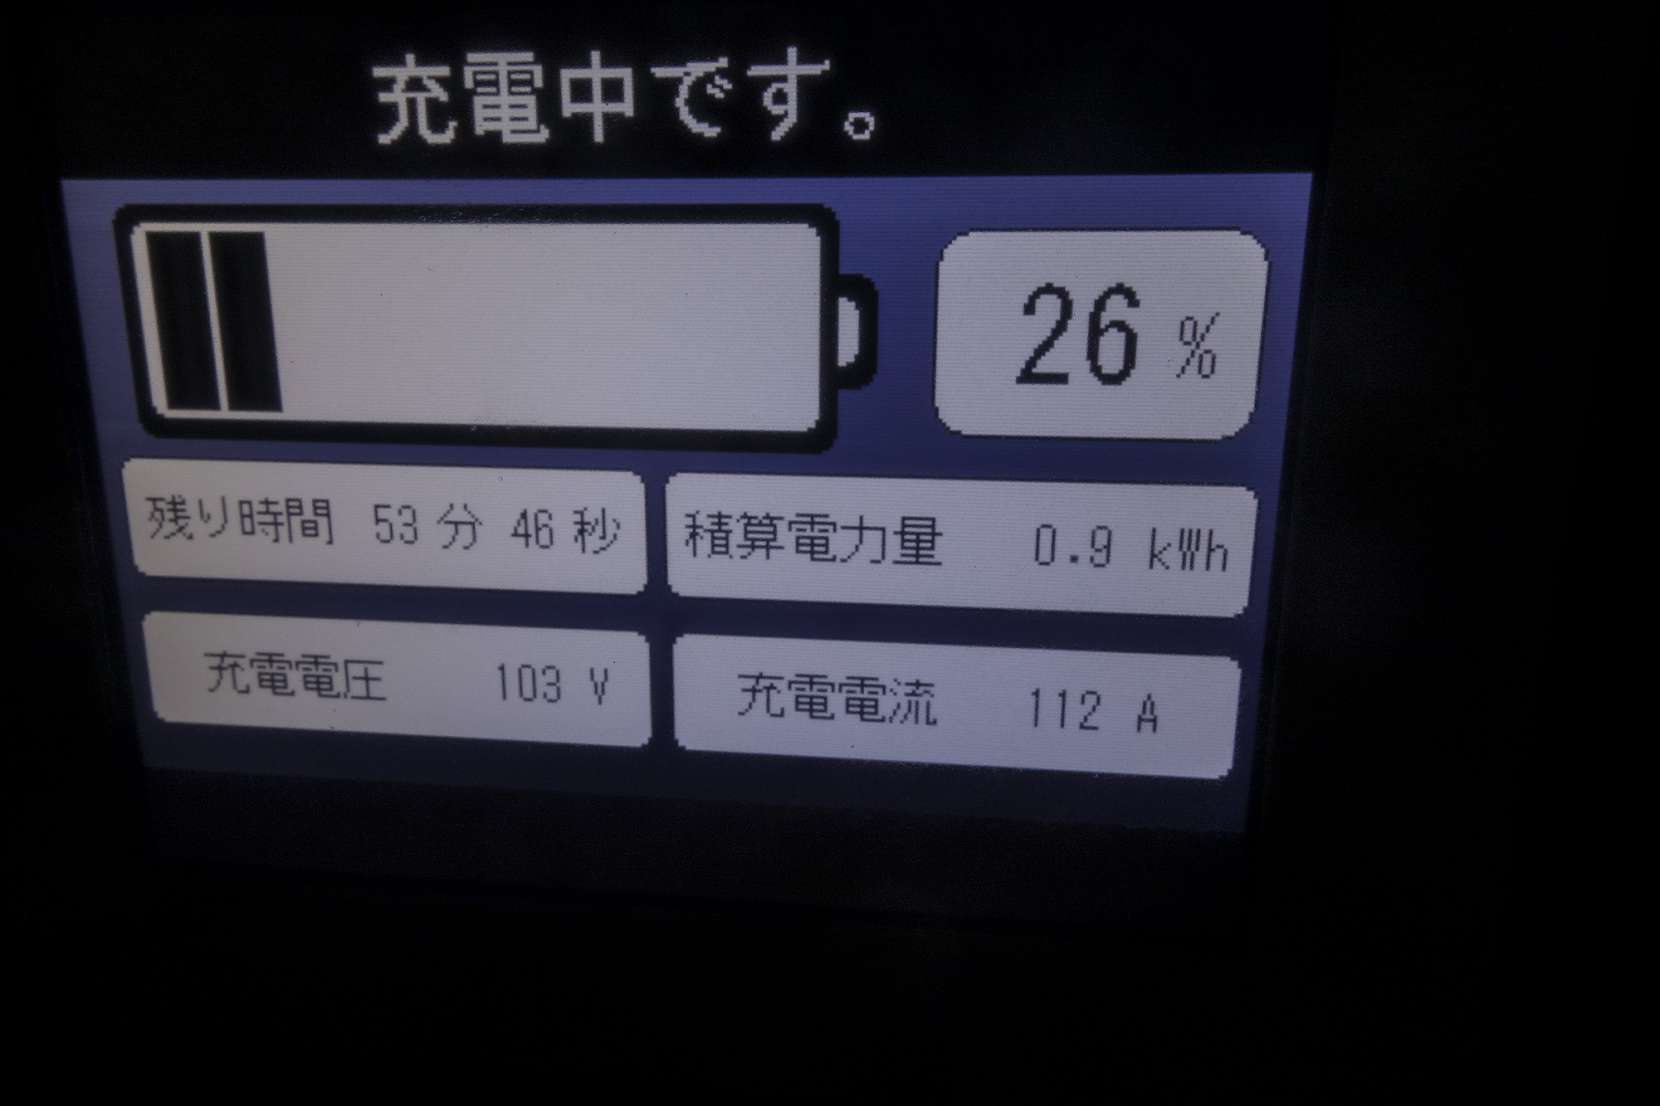 充電中です。
26 %
残り時間 53 分 46 秒
積算電力量 0.9 kWh
充電電圧 103 V
充電電流 112 A